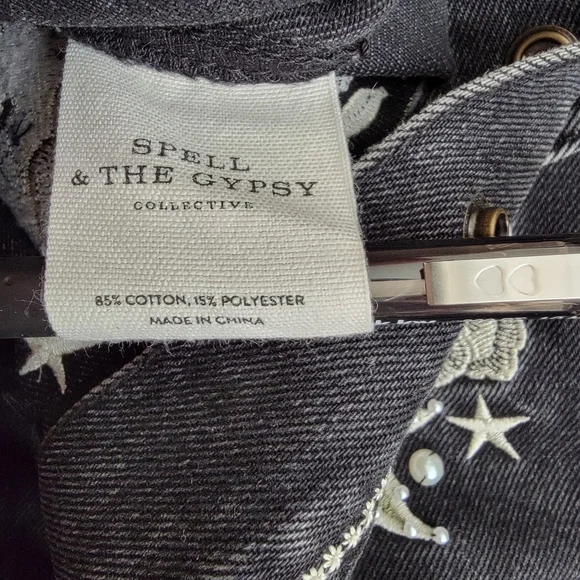 SPELL
& THE GYPSY
COLLECTIVE
85% COTTON, 15% POLYESTER
MADE IN CHINA